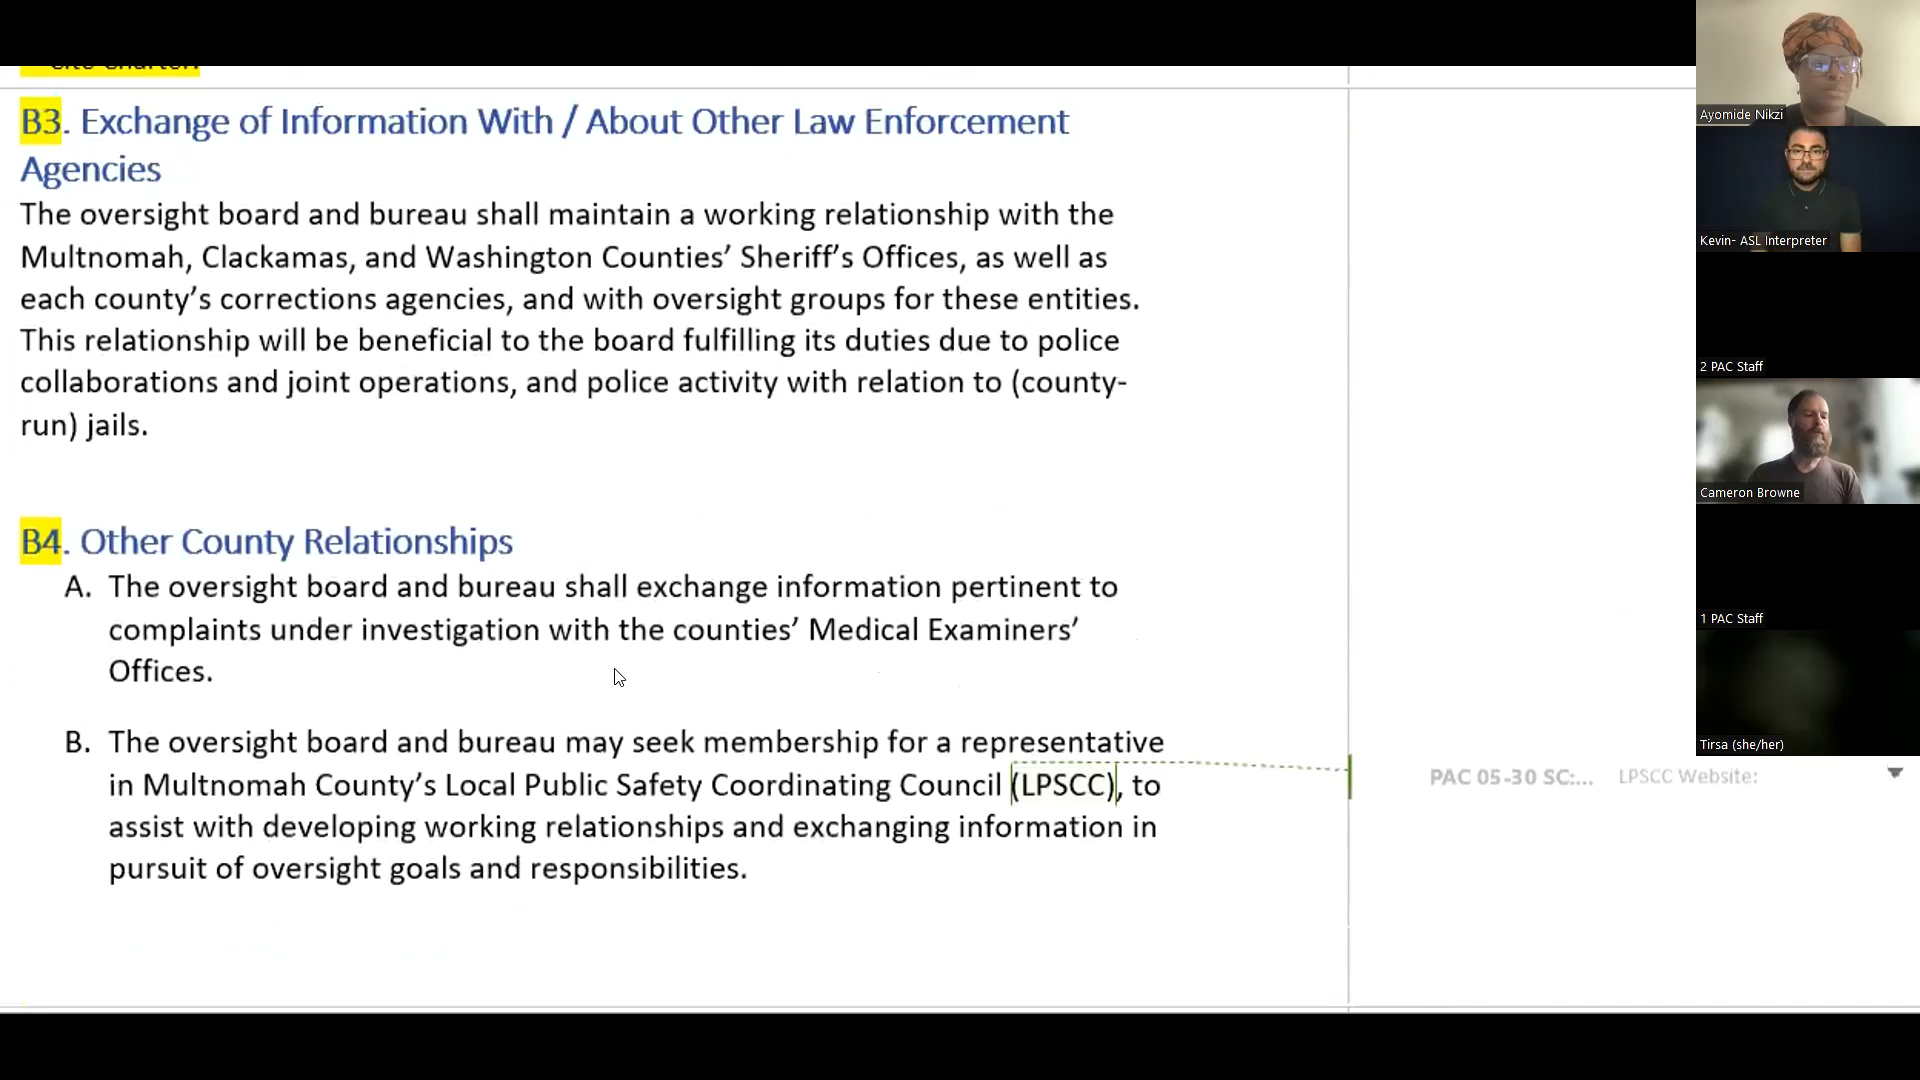 Site Charter.
B3. Exchange of Information With / About Other Law Enforcement
Agencies
The oversight board and bureau shall maintain a working relationship with the
Multnomah, Clackamas, and Washington Counties’ Sheriff’s Offices, as well as
each county’s corrections agencies, and with oversight groups for these entities.
This relationship will be beneficial to the board fulfilling its duties due to police
collaborations and joint operations, and police activity with relation to (county-
run) jails.
B4. Other County Relationships
A. The oversight board and bureau shall exchange information pertinent to
complaints under investigation with the counties’ Medical Examiners’
Offices.
B. The oversight board and bureau may seek membership for a representative
in Multnomah County’s Local Public Safety Coordinating Council (LPSCC), to
assist with developing working relationships and exchanging information in
pursuit of oversight goals and responsibilities.
PAC 05-30 SC:... LPSCC Website:
Ayomide Nikzi
Kevin- ASL Interpreter
2 PAC Staff
Cameron Browne
1 PAC Staff
Tirsa (she/her)